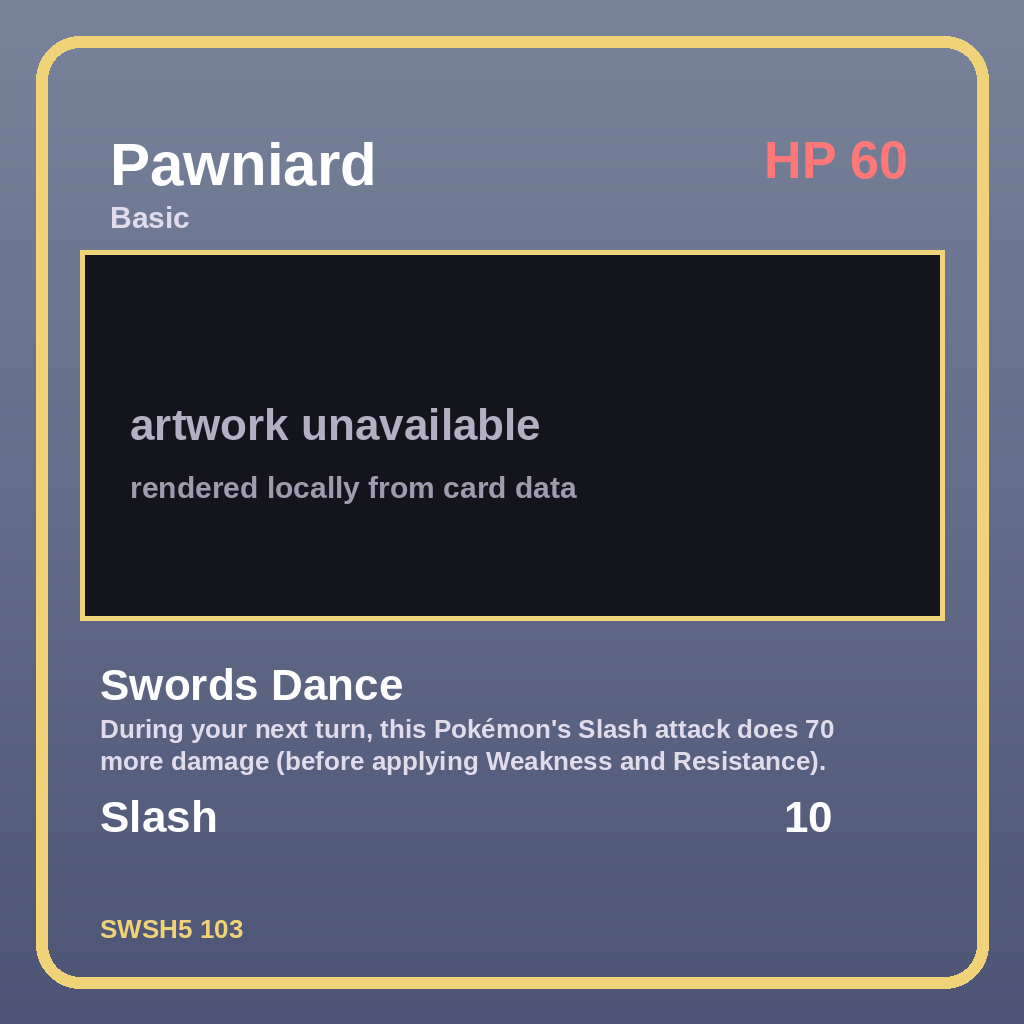 Pawniard
HP 60
Basic
artwork unavailable
rendered locally from card data
Swords Dance
During your next turn, this Pokémon's Slash attack does 70
more damage (before applying Weakness and Resistance).
Slash
10
SWSH5 103